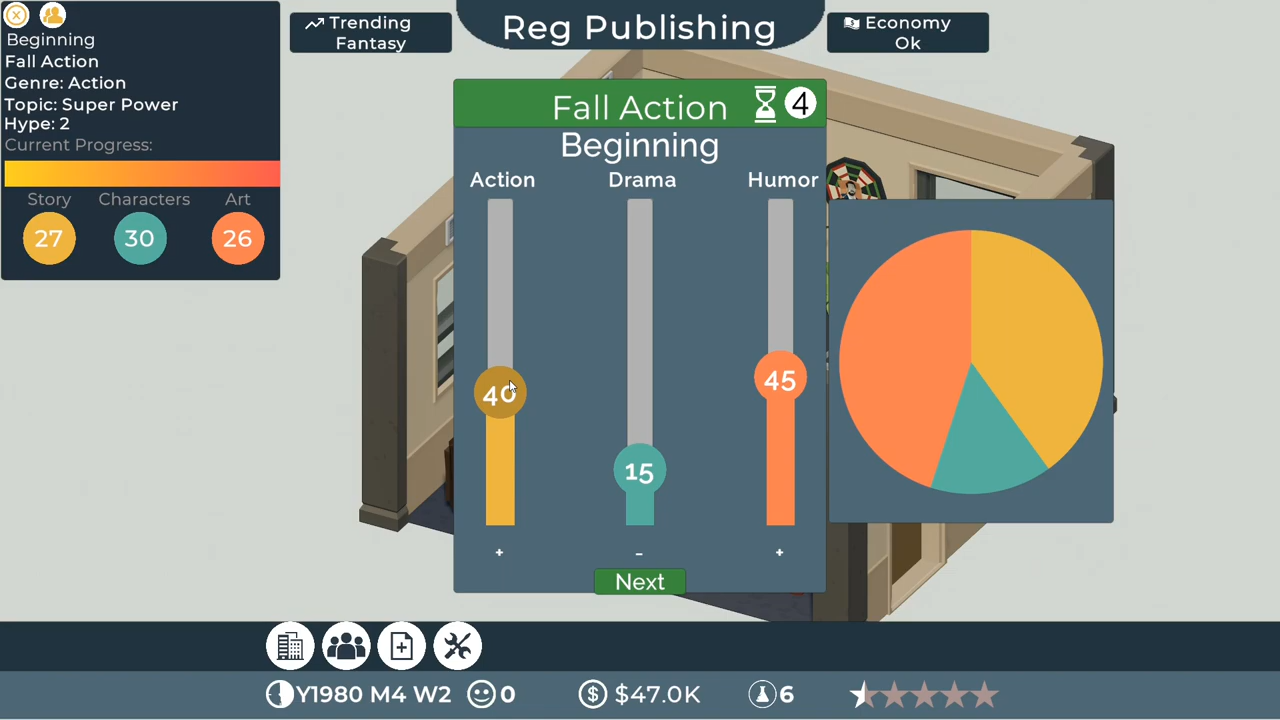 Beginning
Fall Action
Genre: Action
Topic: Super Power
Hype: 2
Current Progress:
Story Characters Art
27 30 26
Trending
Fantasy
Reg Publishing
Economy
Ok
Fall Action 4
Beginning
Action Drama Humor
40 15 45
+ - +
Next
Y1980 M4 W2 0 $47.0K 6